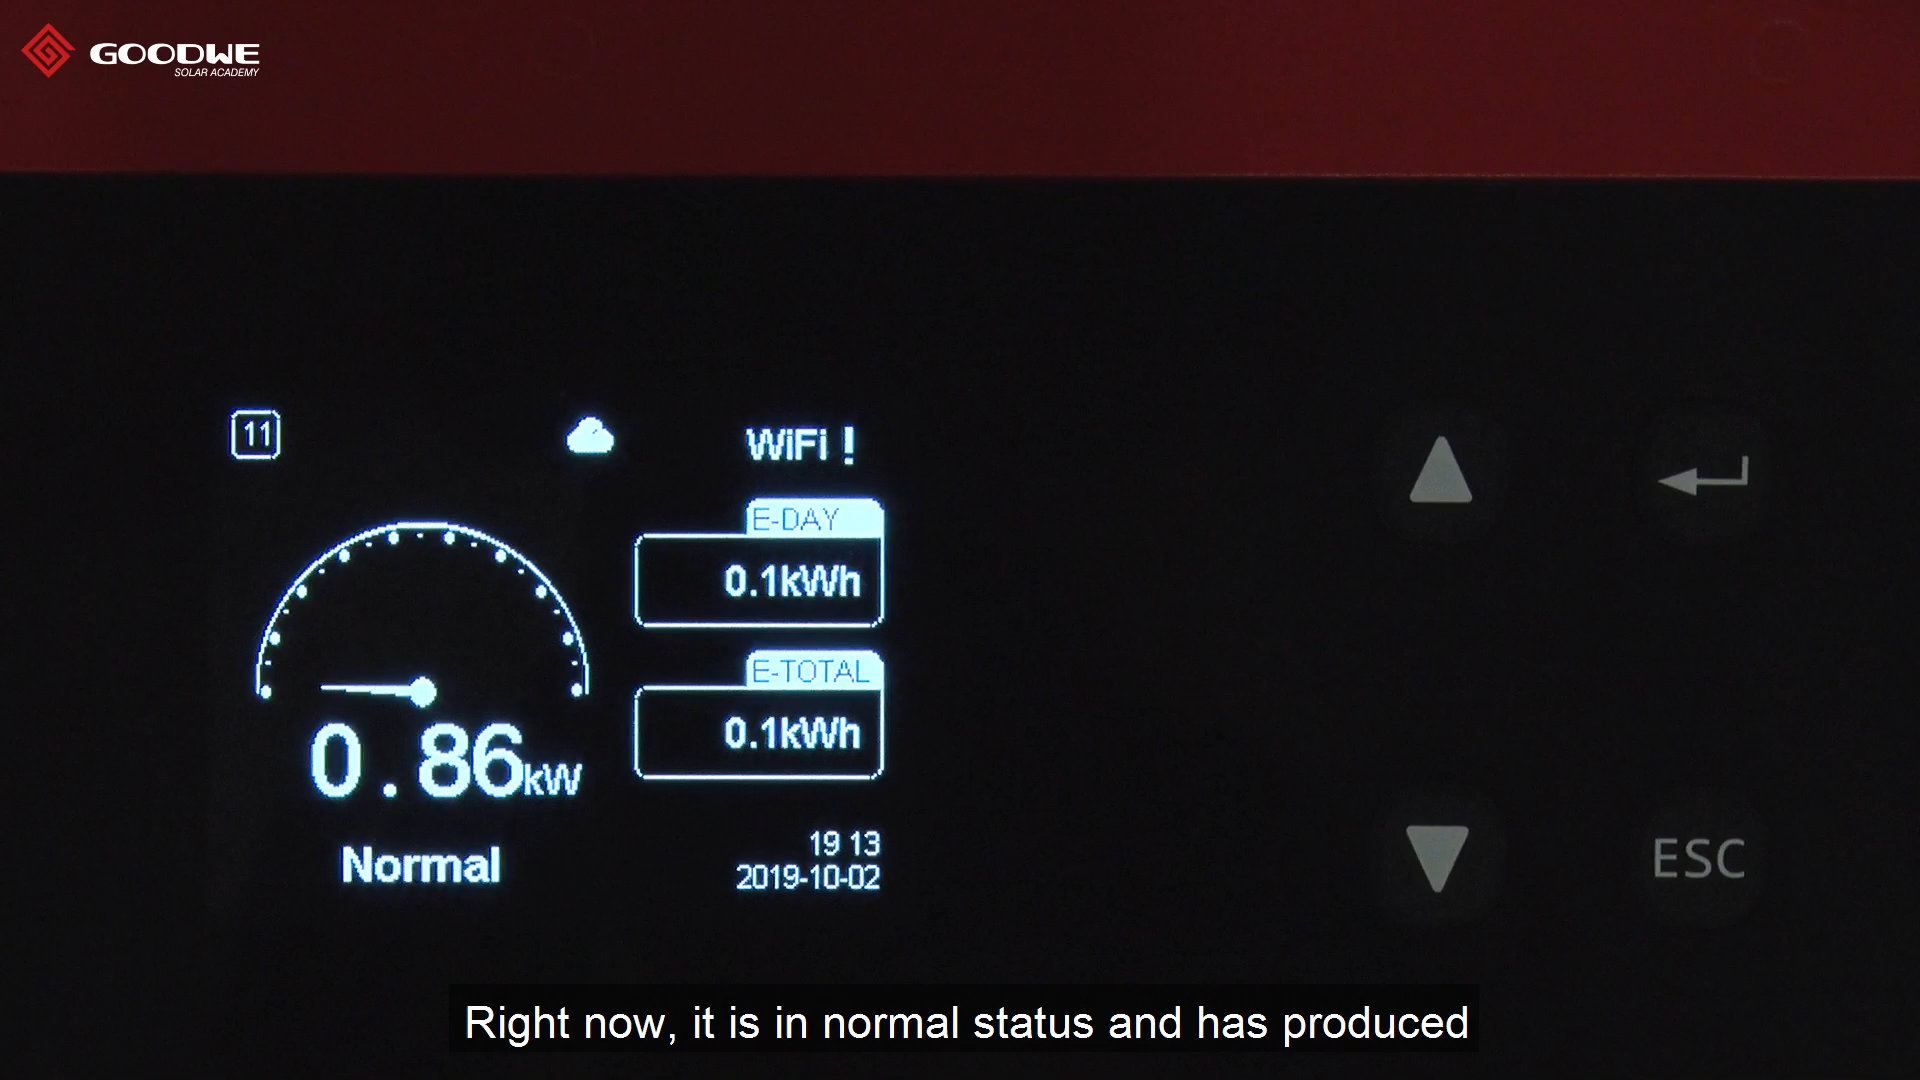 GOODWE
SOLAR ACADEMY
11
WiFi !
E-DAY
0.1kWh
E-TOTAL
0.1kWh
0.86kW
Normal
19 13
2019-10-02
ESC
Right now, it is in normal status and has produced